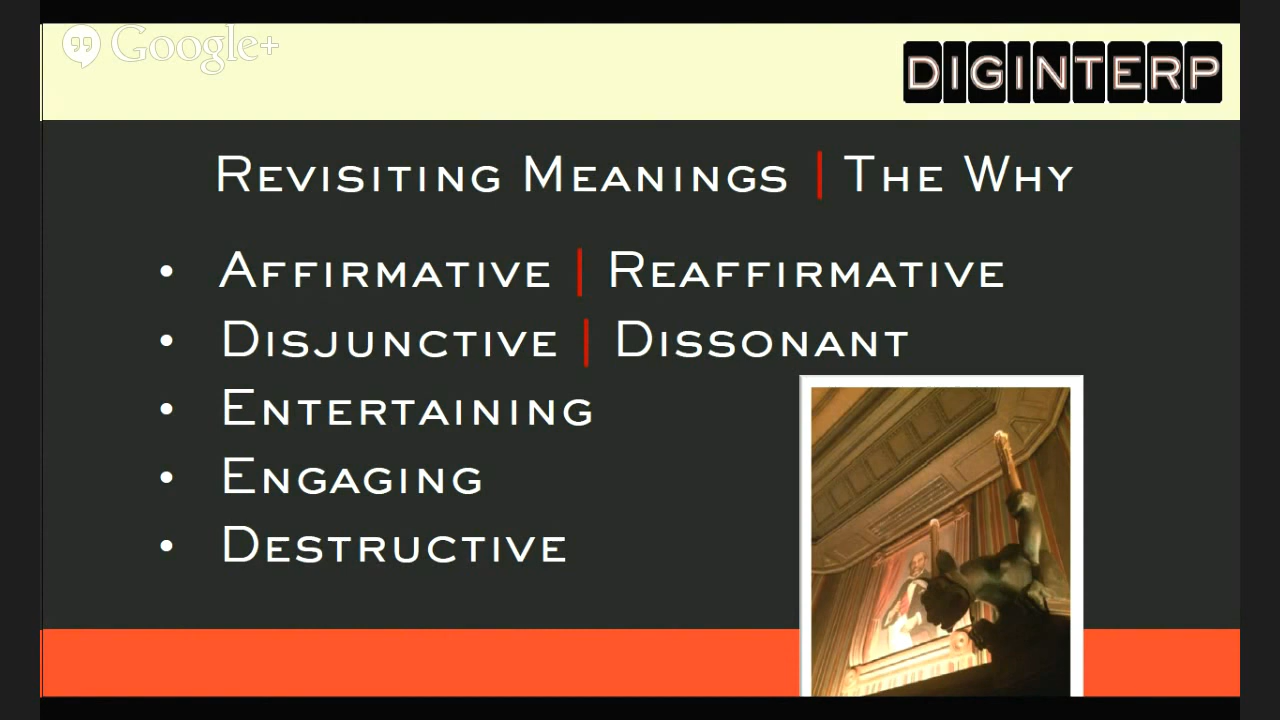 Google+
DIGINTERP
Revisiting Meanings | The Why
• Affirmative | Reaffirmative
• Disjunctive | Dissonant
• Entertaining
• Engaging
• Destructive